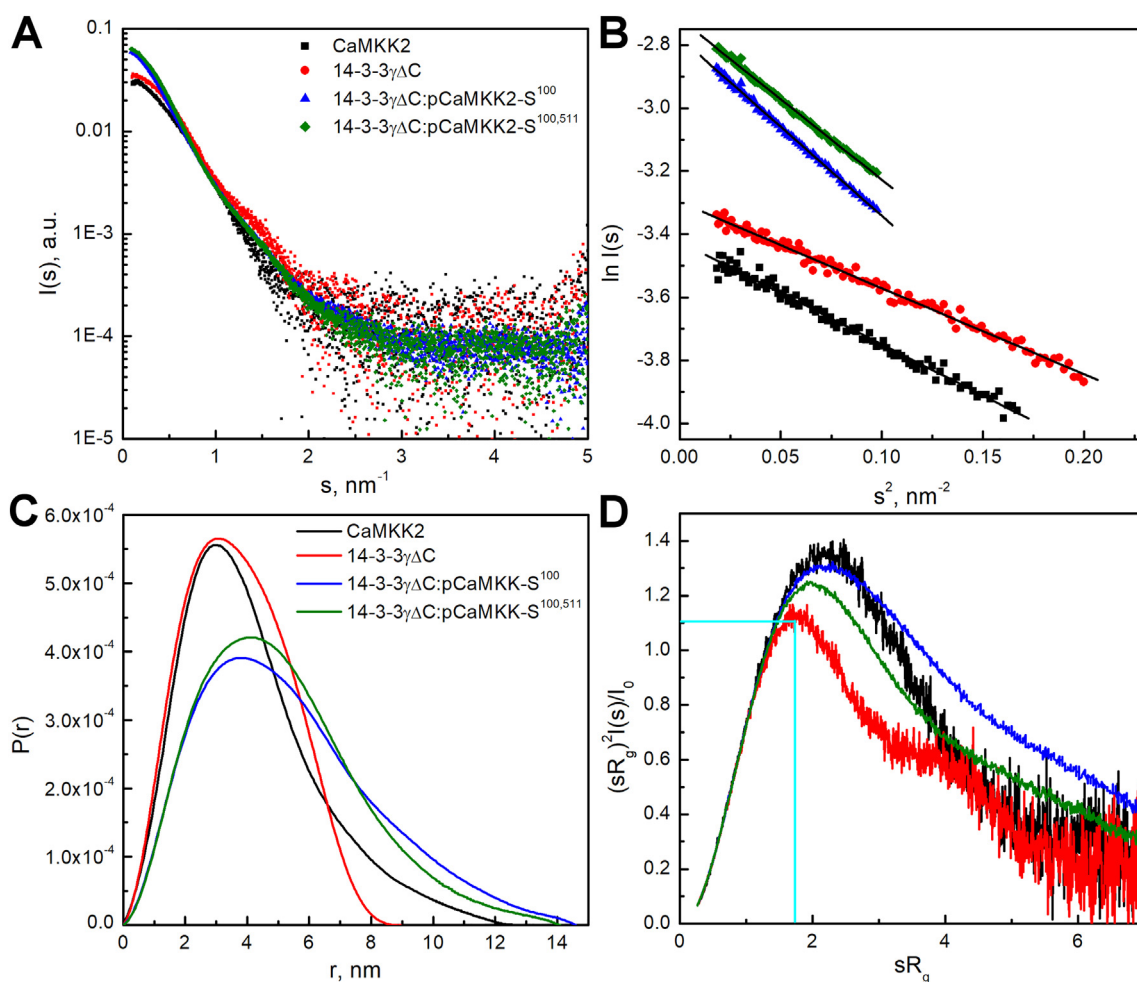 A
I(s), a.u.
0.1
0.01
1E-3
1E-4
1E-5
0 1 2 3 4 5
s, nm⁻¹
CaMKK2
14-3-3γΔC
14-3-3γΔC:pCaMKK2-S¹⁰⁰
14-3-3γΔC:pCaMKK2-S¹⁰⁰,⁵¹¹
B
ln I(s)
-2.8
-3.0
-3.2
-3.4
-3.6
-3.8
-4.0
0.00 0.05 0.10 0.15 0.20
s², nm⁻²
C
P(r)
6.0x10⁻⁴
5.0x10⁻⁴
4.0x10⁻⁴
3.0x10⁻⁴
2.0x10⁻⁴
1.0x10⁻⁴
0.0
0 2 4 6 8 10 12 14
r, nm
CaMKK2
14-3-3γΔC
14-3-3γΔC:pCaMKK-S¹⁰⁰
14-3-3γΔC:pCaMKK-S¹⁰⁰,⁵¹¹
D
(sRg)²I(s)/I₀
1.4
1.2
1.0
0.8
0.6
0.4
0.2
0.0
0 2 4 6
sRg